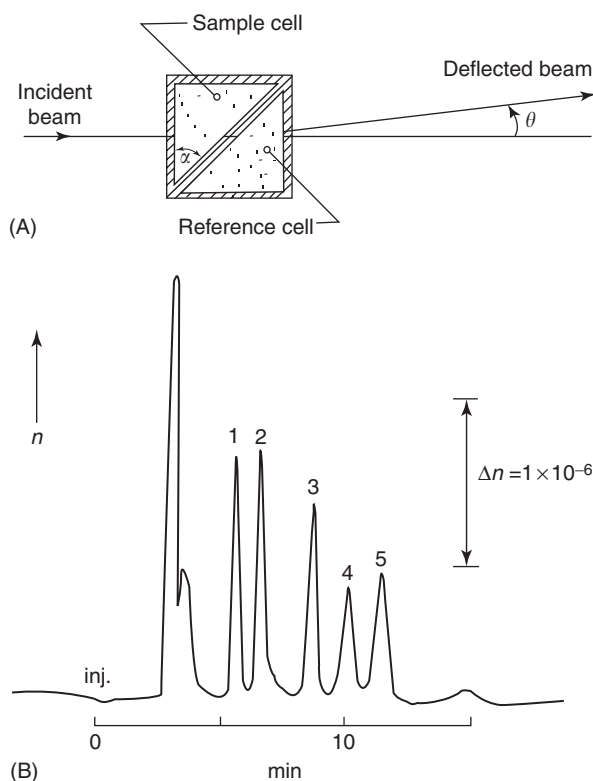 Sample cell
Deflected beam
Incident
beam
θ
α
(A)
Reference cell
n
1 2
3
4 5
Δn = 1×10⁻⁶
inj.
0 10
(B) min